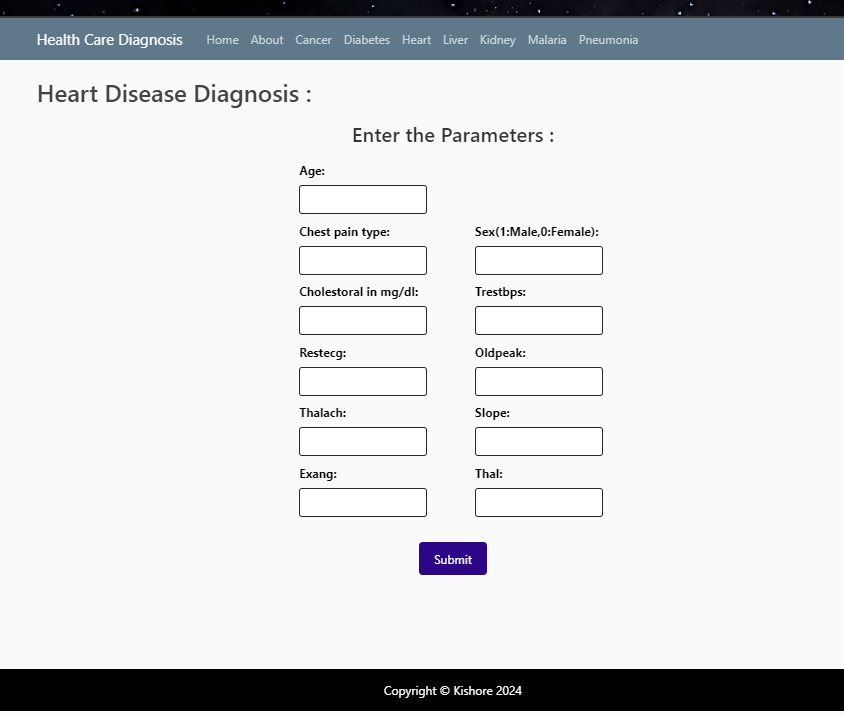 Health Care Diagnosis Home About Cancer Diabetes Heart Liver Kidney Malaria Pneumonia
Heart Disease Diagnosis :
Enter the Parameters :
Age:
Chest pain type: Sex(1:Male,0:Female):
Cholestoral in mg/dl: Trestbps:
Restecg: Oldpeak:
Thalach: Slope:
Exang: Thal:
Submit
Copyright © Kishore 2024